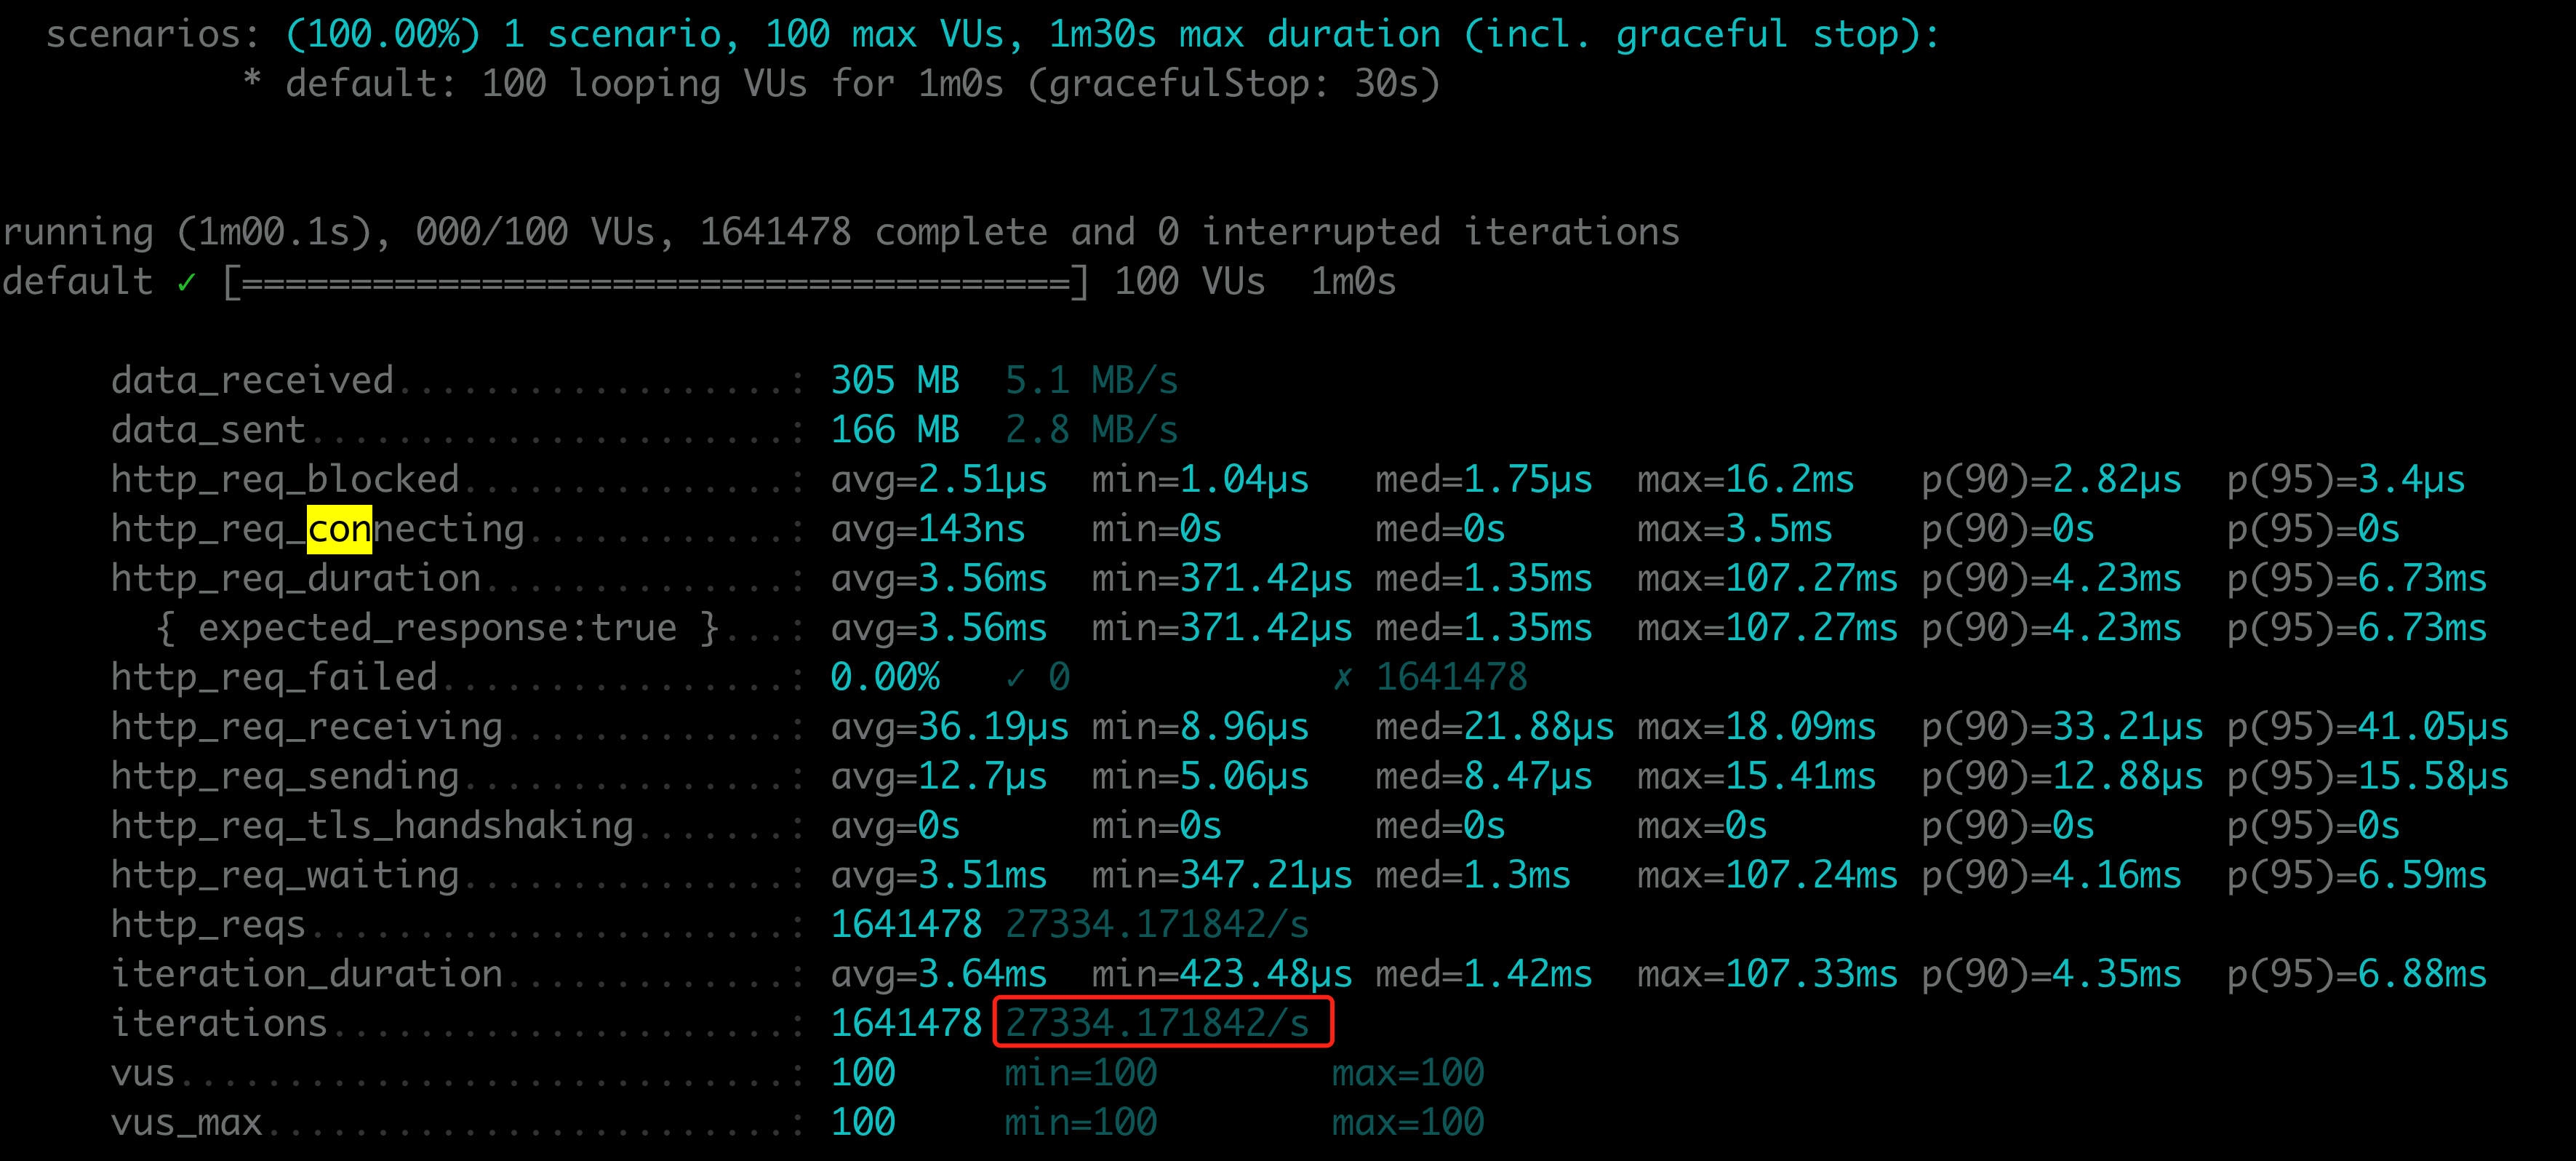 scenarios: (100.00%) 1 scenario, 100 max VUs, 1m30s max duration (incl. graceful stop):
* default: 100 looping VUs for 1m0s (gracefulStop: 30s)
running (1m00.1s), 000/100 VUs, 1641478 complete and 0 interrupted iterations
default ✓ [======================================] 100 VUs  1m0s
data_received..................: 305 MB  5.1 MB/s
data_sent......................: 166 MB  2.8 MB/s
http_req_blocked...............: avg=2.51µs  min=1.04µs   med=1.75µs  max=16.2ms   p(90)=2.82µs  p(95)=3.4µs
http_req_connecting............: avg=143ns   min=0s       med=0s      max=3.5ms    p(90)=0s      p(95)=0s
http_req_duration..............: avg=3.56ms  min=371.42µs med=1.35ms  max=107.27ms p(90)=4.23ms  p(95)=6.73ms
{ expected_response:true }...: avg=3.56ms  min=371.42µs med=1.35ms  max=107.27ms p(90)=4.23ms  p(95)=6.73ms
http_req_failed................: 0.00%   ✓ 0            ✗ 1641478
http_req_receiving.............: avg=36.19µs min=8.96µs   med=21.88µs max=18.09ms  p(90)=33.21µs p(95)=41.05µs
http_req_sending...............: avg=12.7µs  min=5.06µs   med=8.47µs  max=15.41ms  p(90)=12.88µs p(95)=15.58µs
http_req_tls_handshaking.......: avg=0s      min=0s       med=0s      max=0s       p(90)=0s      p(95)=0s
http_req_waiting...............: avg=3.51ms  min=347.21µs med=1.3ms   max=107.24ms p(90)=4.16ms  p(95)=6.59ms
http_reqs......................: 1641478 27334.171842/s
iteration_duration.............: avg=3.64ms  min=423.48µs med=1.42ms  max=107.33ms p(90)=4.35ms  p(95)=6.88ms
iterations.....................: 1641478 27334.171842/s
vus............................: 100     min=100        max=100
vus_max........................: 100     min=100        max=100